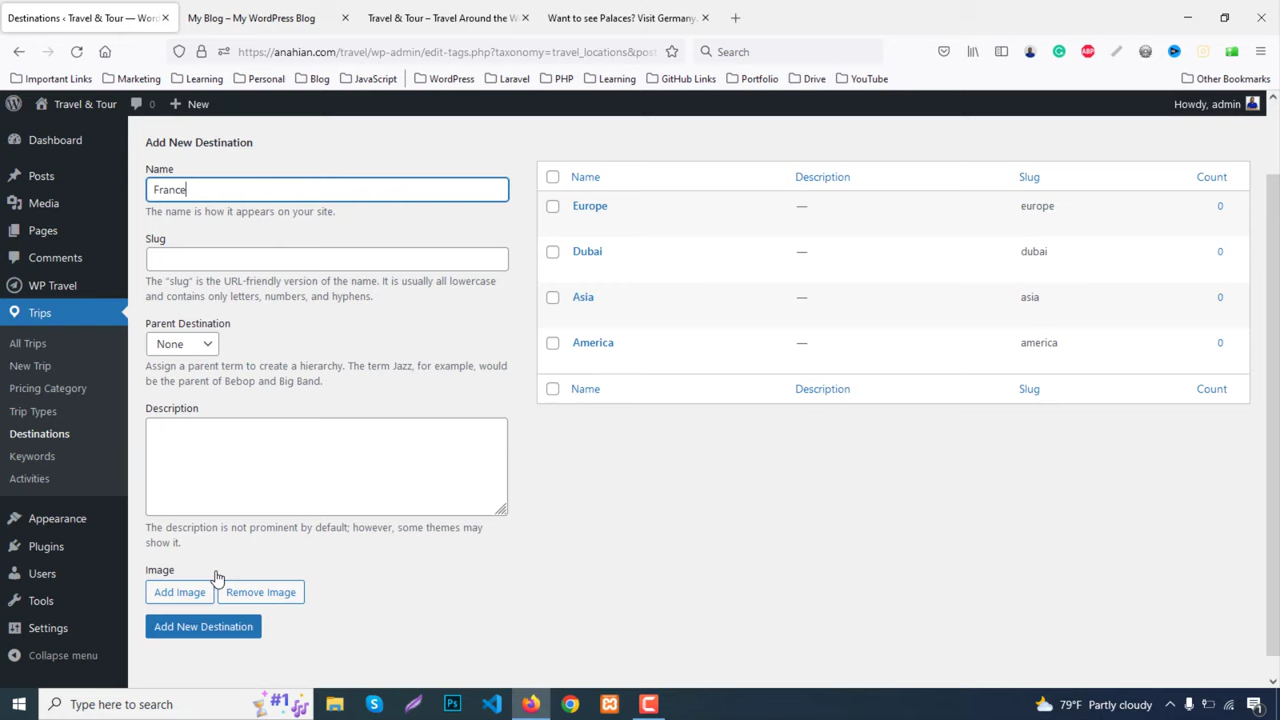 Destinations ‹ Travel & Tour — Wor
My Blog – My WordPress Blog
Travel & Tour – Travel Around the W
Want to see Palaces? Visit Germany.
https://anahian.com/travel/wp-admin/edit-tags.php?taxonomy=travel_locations&post
Search
Important Links
Marketing
Learning
Personal
Blog
JavaScript
WordPress
Laravel
PHP
Learning
GitHub Links
Portfolio
Drive
YouTube
Other Bookmarks
Travel & Tour
0
New
Howdy, admin
Dashboard
Posts
Media
Pages
Comments
WP Travel
Trips
All Trips
New Trip
Pricing Category
Trip Types
Destinations
Keywords
Activities
Appearance
Plugins
Users
Tools
Settings
Collapse menu
Add New Destination
Name
France
The name is how it appears on your site.
Slug
The “slug” is the URL-friendly version of the name. It is usually all lowercase
and contains only letters, numbers, and hyphens.
Parent Destination
None
Assign a parent term to create a hierarchy. The term Jazz, for example, would
be the parent of Bebop and Big Band.
Description
The description is not prominent by default; however, some themes may
show it.
Image
Add Image
Remove Image
Add New Destination
Name Description Slug Count
Europe — europe 0
Dubai — dubai 0
Asia — asia 0
America — america 0
Name Description Slug Count
Type here to search
#1
Ps
79°F Partly cloudy